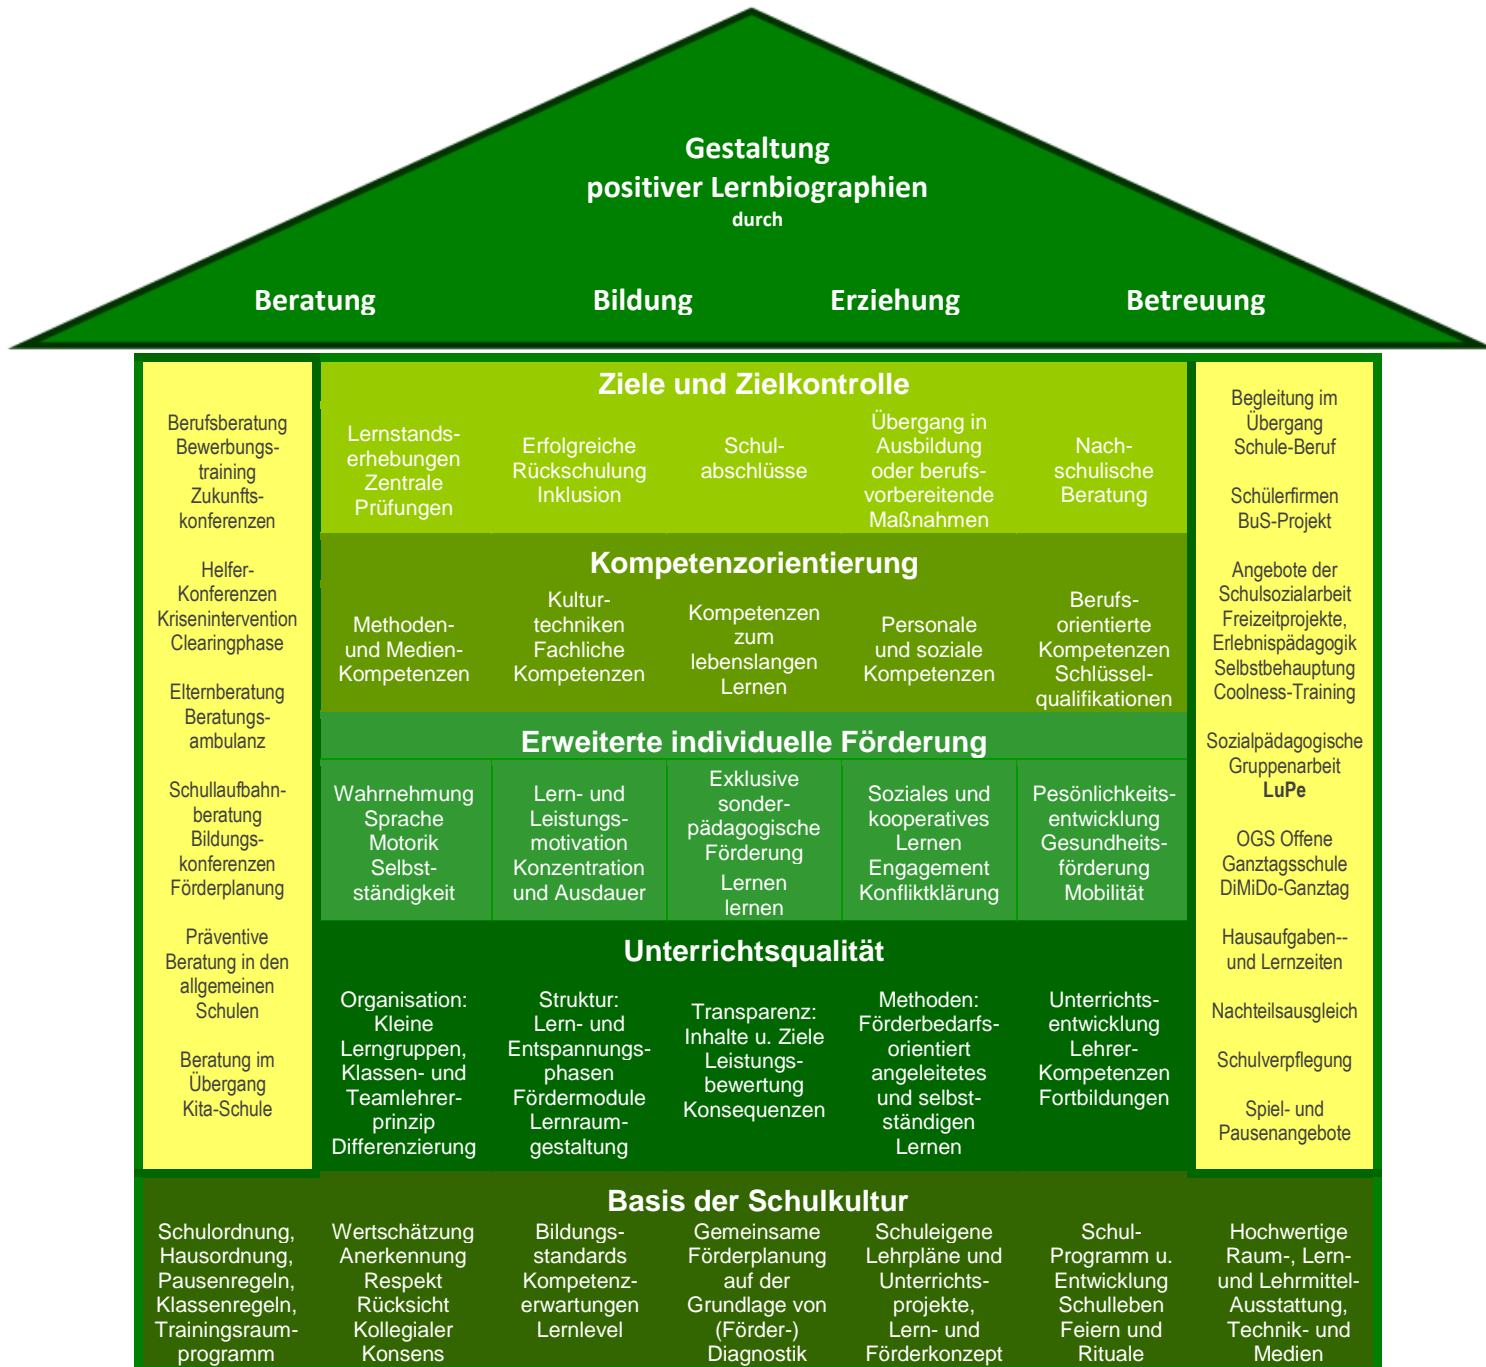 Gestaltung
positiver Lernbiographien
durch
Beratung Bildung Erziehung Betreuung
Berufsberatung
Bewerbungs-
training
Zukunfts-
konferenzen
Helfer-
Konferenzen
Krisenintervention
Clearingphase
Elternberatung
Beratungs-
ambulanz
Schullaufbahn-
beratung
Bildungs-
konferenzen
Förderplanung
Präventive
Beratung in den
allgemeinen
Schulen
Beratung im
Übergang
Kita-Schule
Ziele und Zielkontrolle
Lernstands-
erhebungen
Zentrale
Prüfungen
Erfolgreiche
Rückschulung
Inklusion
Schul-
abschlüsse
Übergang in
Ausbildung
oder berufs-
vorbereitende
Maßnahmen
Nach-
schulische
Beratung
Kompetenzorientierung
Methoden-
und Medien-
Kompetenzen
Kultur-
techniken
Fachliche
Kompetenzen
Kompetenzen
zum
lebenslangen
Lernen
Personale
und soziale
Kompetenzen
Berufs-
orientierte
Kompetenzen
Schlüssel-
qualifikationen
Erweiterte individuelle Förderung
Wahrnehmung
Sprache
Motorik
Selbst-
ständigkeit
Lern- und
Leistungs-
motivation
Konzentration
und Ausdauer
Exklusive
sonder-
pädagogische
Förderung
Lernen
lernen
Soziales und
kooperatives
Lernen
Engagement
Konfliktklärung
Pesönlichkeits-
entwicklung
Gesundheits-
förderung
Mobilität
Unterrichtsqualität
Organisation:
Kleine
Lerngruppen,
Klassen- und
Teamlehrer-
prinzip
Differenzierung
Struktur:
Lern- und
Entspannungs-
phasen
Fördermodule
Lernraum-
gestaltung
Transparenz:
Inhalte u. Ziele
Leistungs-
bewertung
Konsequenzen
Methoden:
Förderbedarfs-
orientiert
angeleitetes
und selbst-
ständigen
Lernen
Unterrichts-
entwicklung
Lehrer-
Kompetenzen
Fortbildungen
Begleitung im
Übergang
Schule-Beruf
Schülerfirmen
BuS-Projekt
Angebote der
Schulsozialarbeit
Freizeitprojekte,
Erlebnispädagogik
Selbstbehauptung
Coolness-Training
Sozialpädagogische
Gruppenarbeit
LuPe
OGS Offene
Ganztagsschule
DiMiDo-Ganztag
Hausaufgaben--
und Lernzeiten
Nachteilsausgleich
Schulverpflegung
Spiel- und
Pausenangebote
Basis der Schulkultur
Schulordnung,
Hausordnung,
Pausenregeln,
Klassenregeln,
Trainingsraum-
programm
Wertschätzung
Anerkennung
Respekt
Rücksicht
Kollegialer
Konsens
Bildungs-
standards
Kompetenz-
erwartungen
Lernlevel
Gemeinsame
Förderplanung
auf der
Grundlage von
(Förder-)
Diagnostik
Schuleigene
Lehrpläne und
Unterrichts-
projekte,
Lern- und
Förderkonzept
Schul-
Programm u.
Entwicklung
Schulleben
Feiern und
Rituale
Hochwertige
Raum-, Lern-
und Lehrmittel-
Ausstattung,
Technik- und
Medien